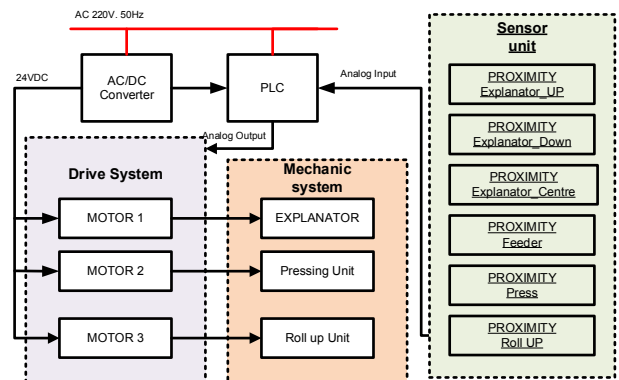 AC 220V. 50Hz
24VDC
AC/DC
Converter
PLC
Analog Input
Analog Output
Drive System
MOTOR 1
MOTOR 2
MOTOR 3
Mechanic
system
EXPLANATOR
Pressing Unit
Roll up Unit
Sensor
unit
PROXIMITY
Explanator_UP
PROXIMITY
Explanator_Down
PROXIMITY
Explanator_Centre
PROXIMITY
Feeder
PROXIMITY
Press
PROXIMITY
Roll UP